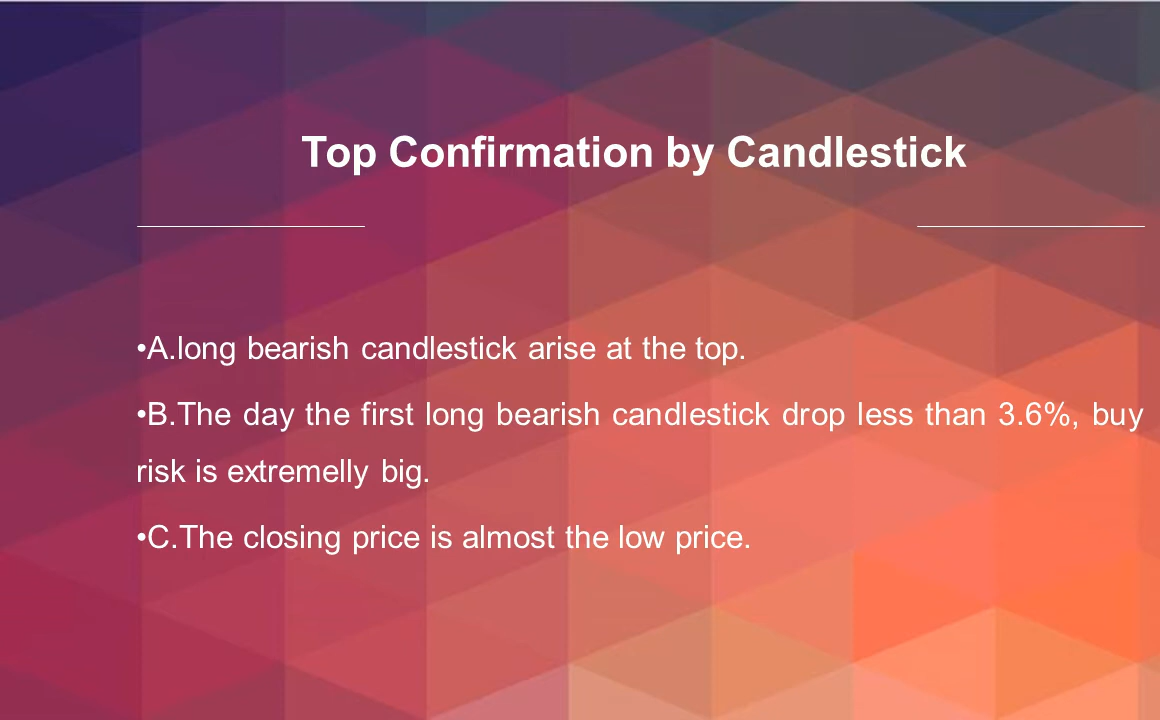 Top Confirmation by Candlestick
•A.long bearish candlestick arise at the top.
•B.The day the first long bearish candlestick drop less than 3.6%, buy
risk is extremelly big.
•C.The closing price is almost the low price.